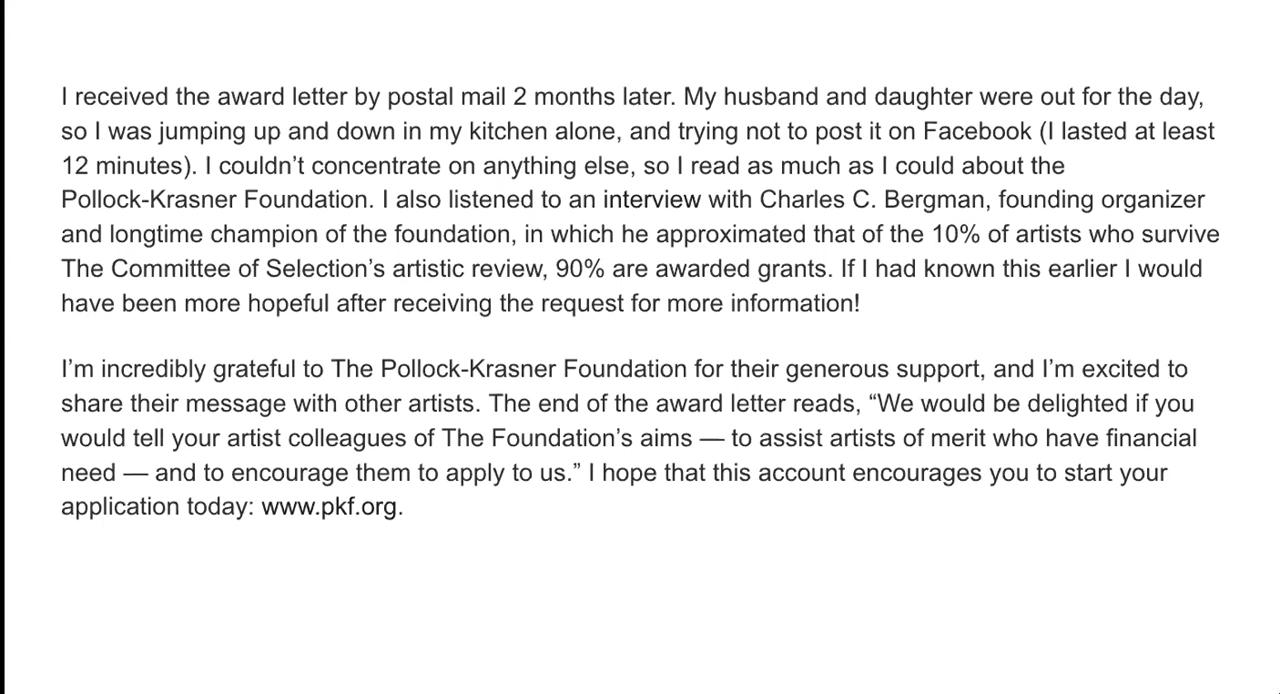 I received the award letter by postal mail 2 months later. My husband and daughter were out for the day,
so I was jumping up and down in my kitchen alone, and trying not to post it on Facebook (I lasted at least
12 minutes). I couldn’t concentrate on anything else, so I read as much as I could about the
Pollock-Krasner Foundation. I also listened to an interview with Charles C. Bergman, founding organizer
and longtime champion of the foundation, in which he approximated that of the 10% of artists who survive
The Committee of Selection’s artistic review, 90% are awarded grants. If I had known this earlier I would
have been more hopeful after receiving the request for more information!
I’m incredibly grateful to The Pollock-Krasner Foundation for their generous support, and I’m excited to
share their message with other artists. The end of the award letter reads, “We would be delighted if you
would tell your artist colleagues of The Foundation’s aims — to assist artists of merit who have financial
need — and to encourage them to apply to us.” I hope that this account encourages you to start your
application today: www.pkf.org.